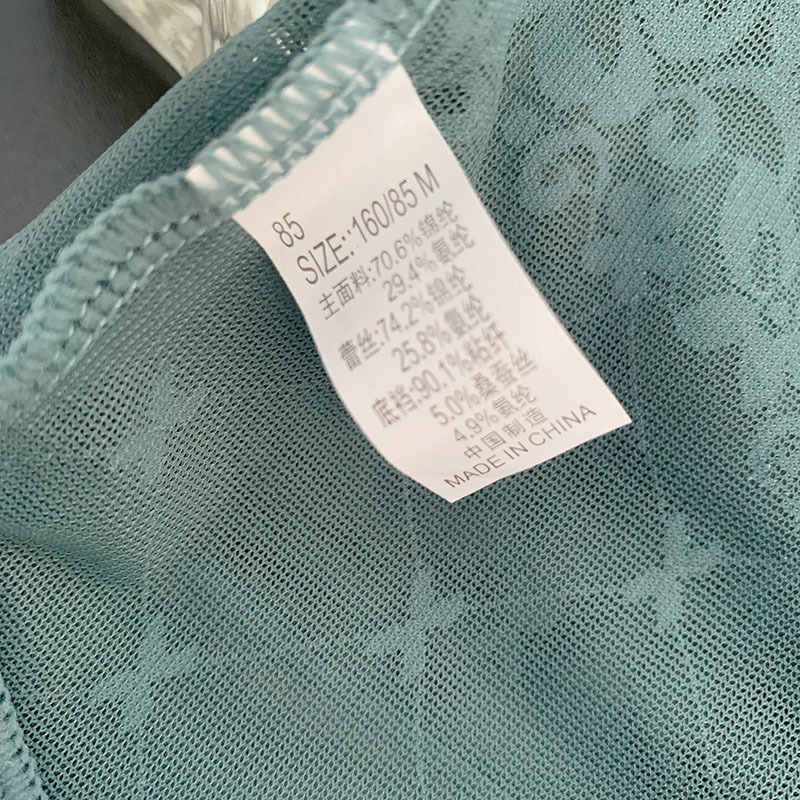 85
SIZE::160/85 M
主面料:70.6%锦纶
29.4%氨纶
蕾丝:74.2%锦纶
25.8%氨纶
底裆:90.1%粘纤
5.0%桑蚕丝
4.9%氨纶
中国制造
MADE IN CHINA